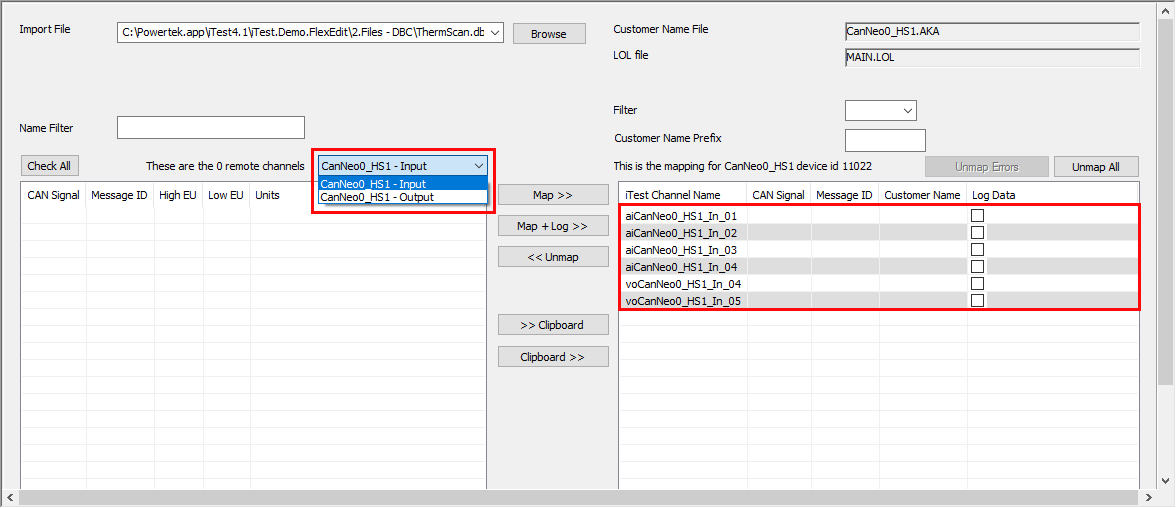 Import File
C:\Powertek.app\iTest4.1\iTest.Demo.FlexEdit\2.Files - DBC\ThermScan.db
Browse
Customer Name File
CanNeo0_HS1.AKA
LOL file
MAIN.LOL
Filter
Name Filter
Customer Name Prefix
Check All
These are the 0 remote channels
CanNeo0_HS1 - Input
CanNeo0_HS1 - Input
CanNeo0_HS1 - Output
This is the mapping for CanNeo0_HS1 device id 11022
Unmap Errors
Unmap All
CAN Signal Message ID High EU Low EU Units
Map >>
Map + Log >>
<< Unmap
>> Clipboard
Clipboard >>
iTest Channel Name CAN Signal Message ID Customer Name Log Data
aiCanNeo0_HS1_In_01
aiCanNeo0_HS1_In_02
aiCanNeo0_HS1_In_03
aiCanNeo0_HS1_In_04
voCanNeo0_HS1_In_04
voCanNeo0_HS1_In_05